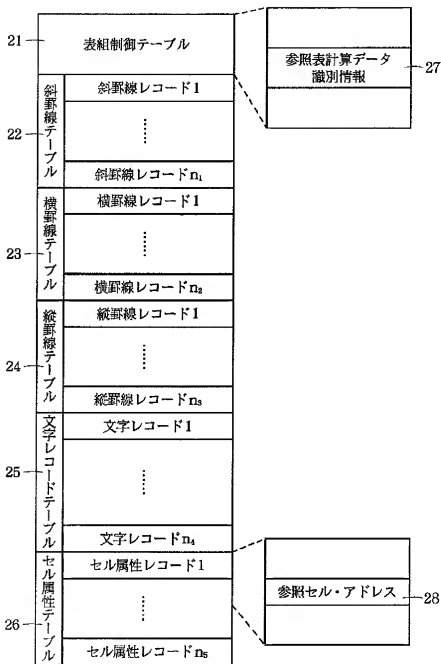 21
表組制御テーブル
参照表計算データ
識別情報
27
22
斜罫線テーブル
斜罫線レコード1
斜罫線レコードn₁
23
横罫線テーブル
横罫線レコード1
横罫線レコードn₂
24
縦罫線テーブル
縦罫線レコード1
縦罫線レコードn₃
25
文字レコードテーブル
文字レコード1
文字レコードn₄
26
セル属性テーブル
セル属性レコード1
セル属性レコードn₅
参照セル・アドレス
28